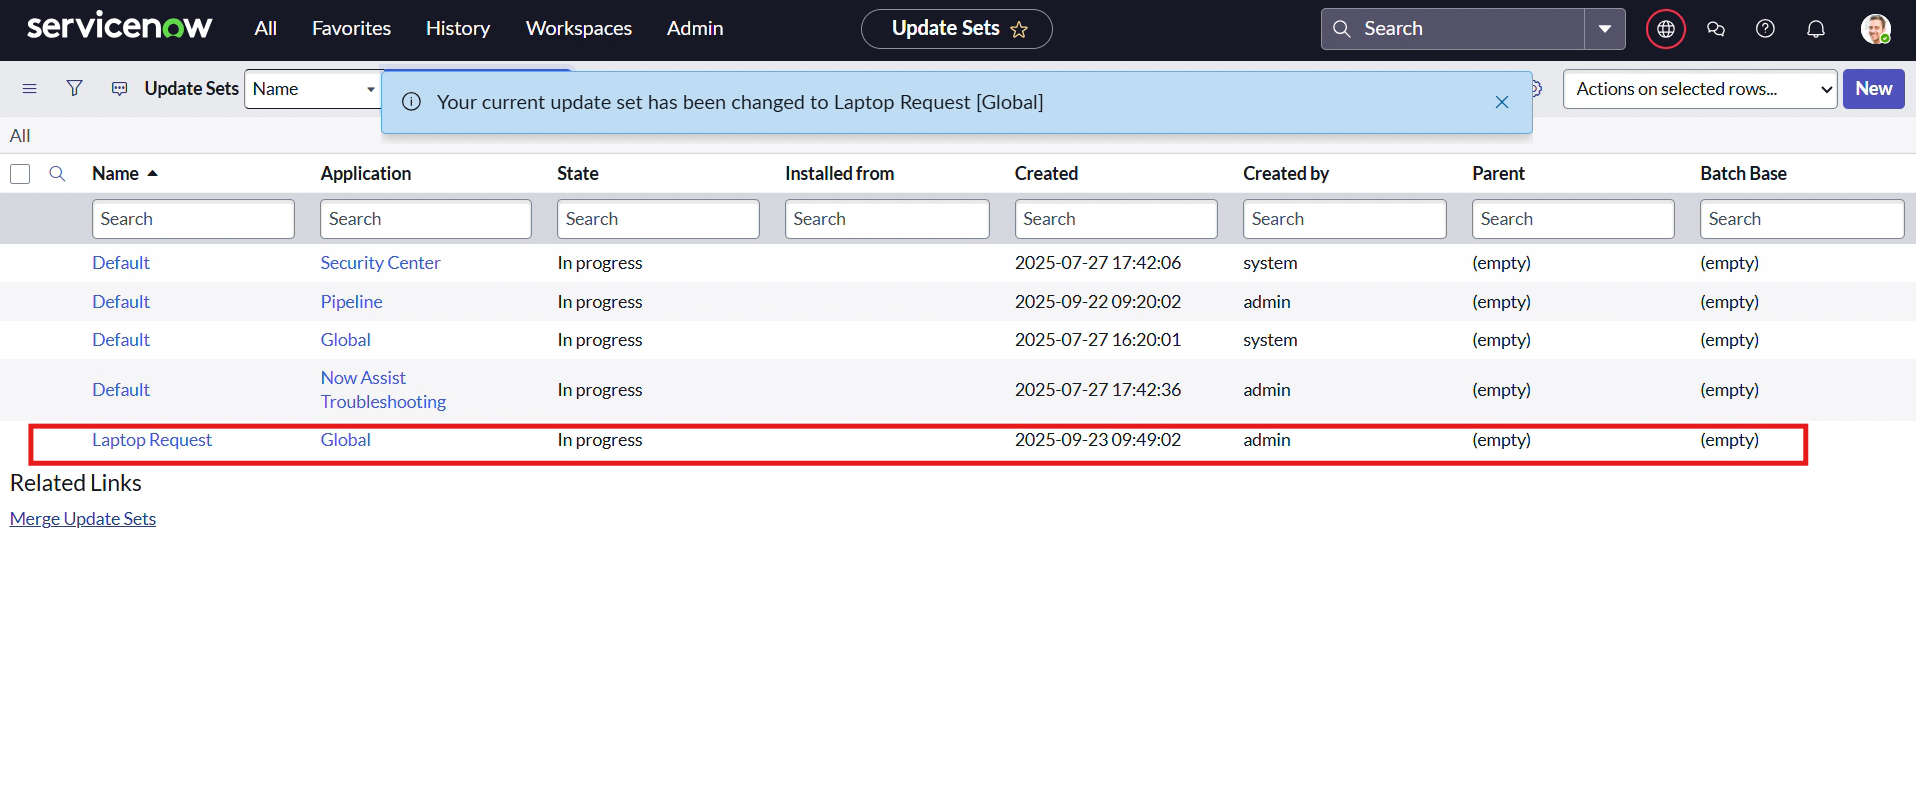 servicenow All Favorites History Workspaces Admin Update Sets Search
Update Sets Name Your current update set has been changed to Laptop Request [Global] Actions on selected rows... New
All
Name Application State Installed from Created Created by Parent Batch Base
Search Search Search Search Search Search Search Search
Default Security Center In progress 2025-07-27 17:42:06 system (empty) (empty)
Default Pipeline In progress 2025-09-22 09:20:02 admin (empty) (empty)
Default Global In progress 2025-07-27 16:20:01 system (empty) (empty)
Default Now Assist Troubleshooting In progress 2025-07-27 17:42:36 admin (empty) (empty)
Laptop Request Global In progress 2025-09-23 09:49:02 admin (empty) (empty)
Related Links
Merge Update Sets